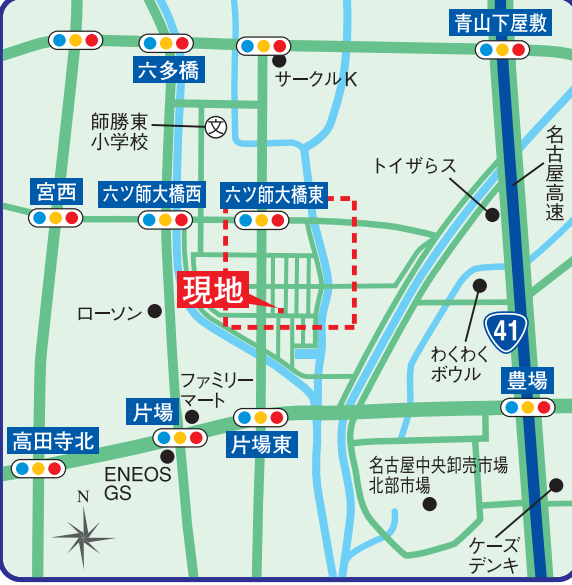 青山下屋敷
六多橋
サークルK
師勝東
小学校
文
名古屋高速
トイザらス
宮西
六ツ師大橋西
六ツ師大橋東
現地
ローソン
41
わくわく
ボウル
豊場
ファミリー
マート
片場
片場東
高田寺北
ENEOS
GS
名古屋中央卸売市場
北部市場
N
ケーズ
デンキ